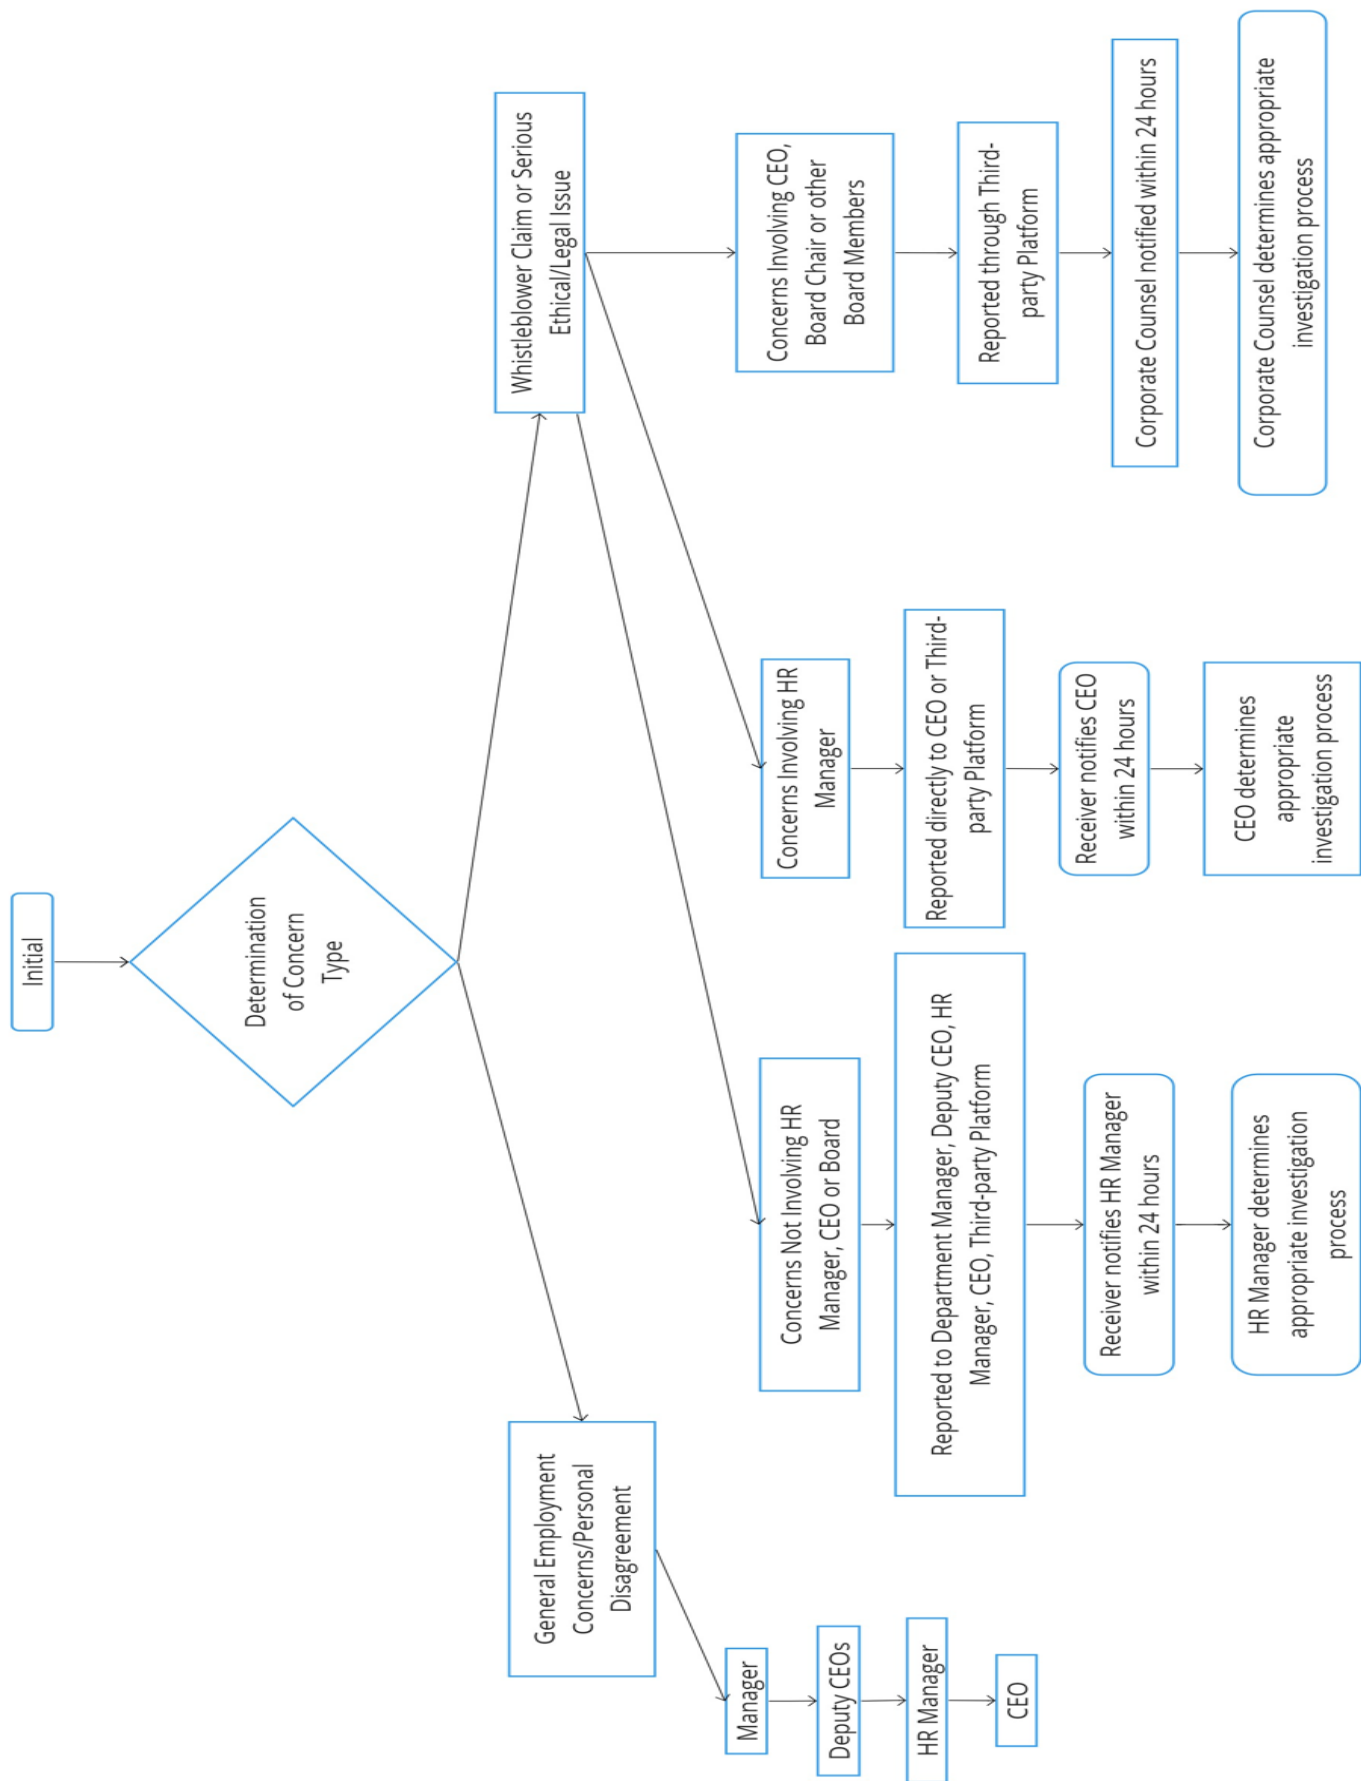 Initial
Determination
of Concern
Type
General Employment
Concerns/Personal
Disagreement
Manager
Deputy CEOs
HR Manager
CEO
Whistleblower Claim or Serious
Ethical/Legal Issue
Concerns Not Involving HR
Manager, CEO or Board
Reported to Department Manager, Deputy CEO, HR
Manager, CEO, Third-party Platform
Receiver notifies HR Manager
within 24 hours
HR Manager determines
appropriate investigation
process
Concerns Involving HR
Manager
Reported directly to CEO or Third-
party Platform
Receiver notifies CEO
within 24 hours
CEO determines
appropriate
investigation process
Concerns Involving CEO,
Board Chair or other
Board Members
Reported through Third-
party Platform
Corporate Counsel notified within 24 hours
Corporate Counsel determines appropriate
investigation process